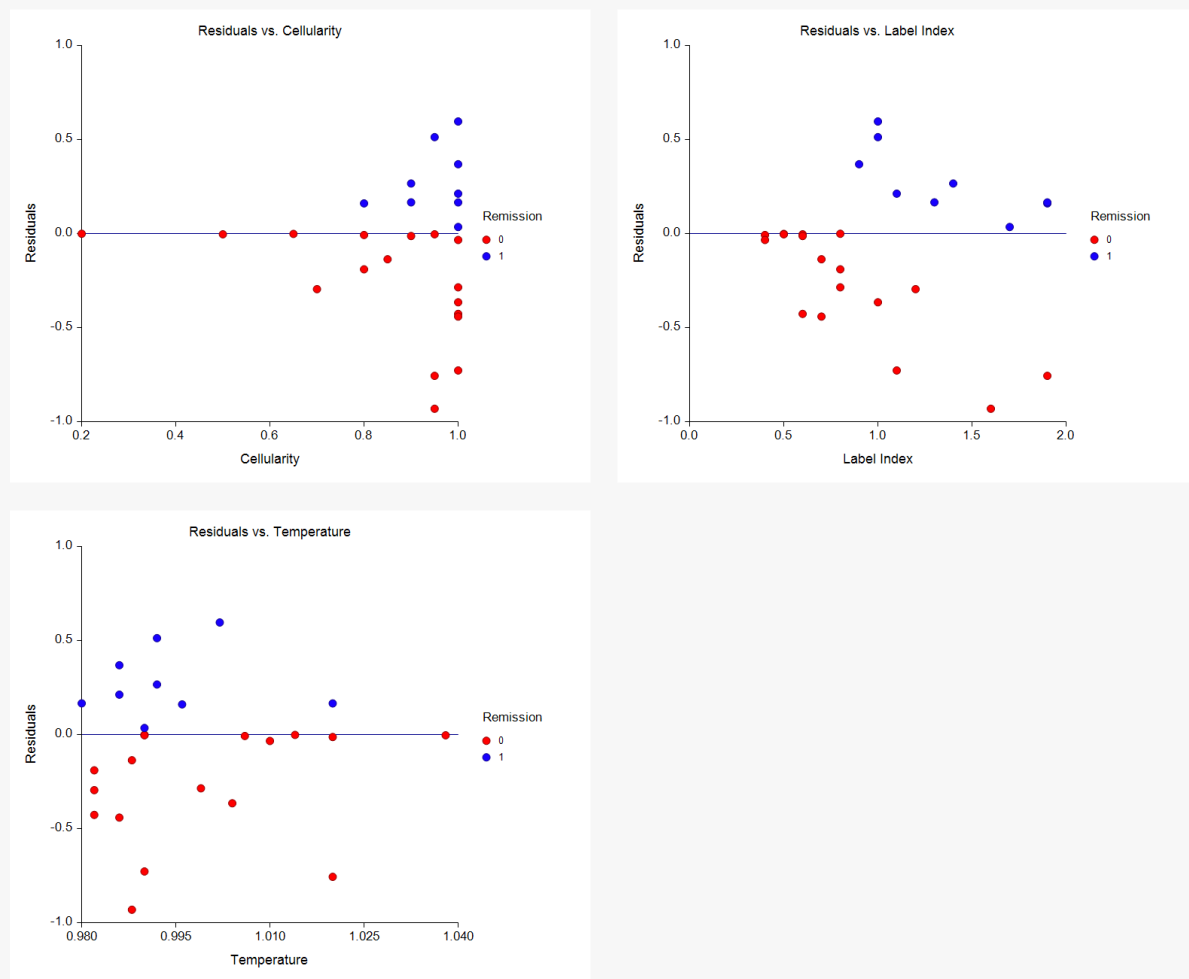 Residuals vs. Cellularity
1.0
0.5
0.0
-0.5
-1.0
Residuals
0.2 0.4 0.6 0.8 1.0
Cellularity
Remission
0
1
Residuals vs. Label Index
1.0
0.5
0.0
-0.5
-1.0
Residuals
0.0 0.5 1.0 1.5 2.0
Label Index
Remission
0
1
Residuals vs. Temperature
1.0
0.5
0.0
-0.5
-1.0
Residuals
0.980 0.995 1.010 1.025 1.040
Temperature
Remission
0
1